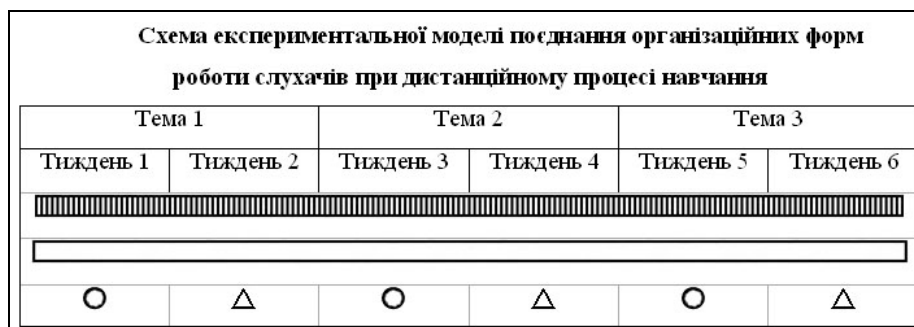 Схема експериментальної моделі поєднання організаційних форм
роботи слухачів при дистанційному процесі навчання
Тема 1 Тема 2 Тема 3
Тиждень 1 Тиждень 2 Тиждень 3 Тиждень 4 Тиждень 5 Тиждень 6